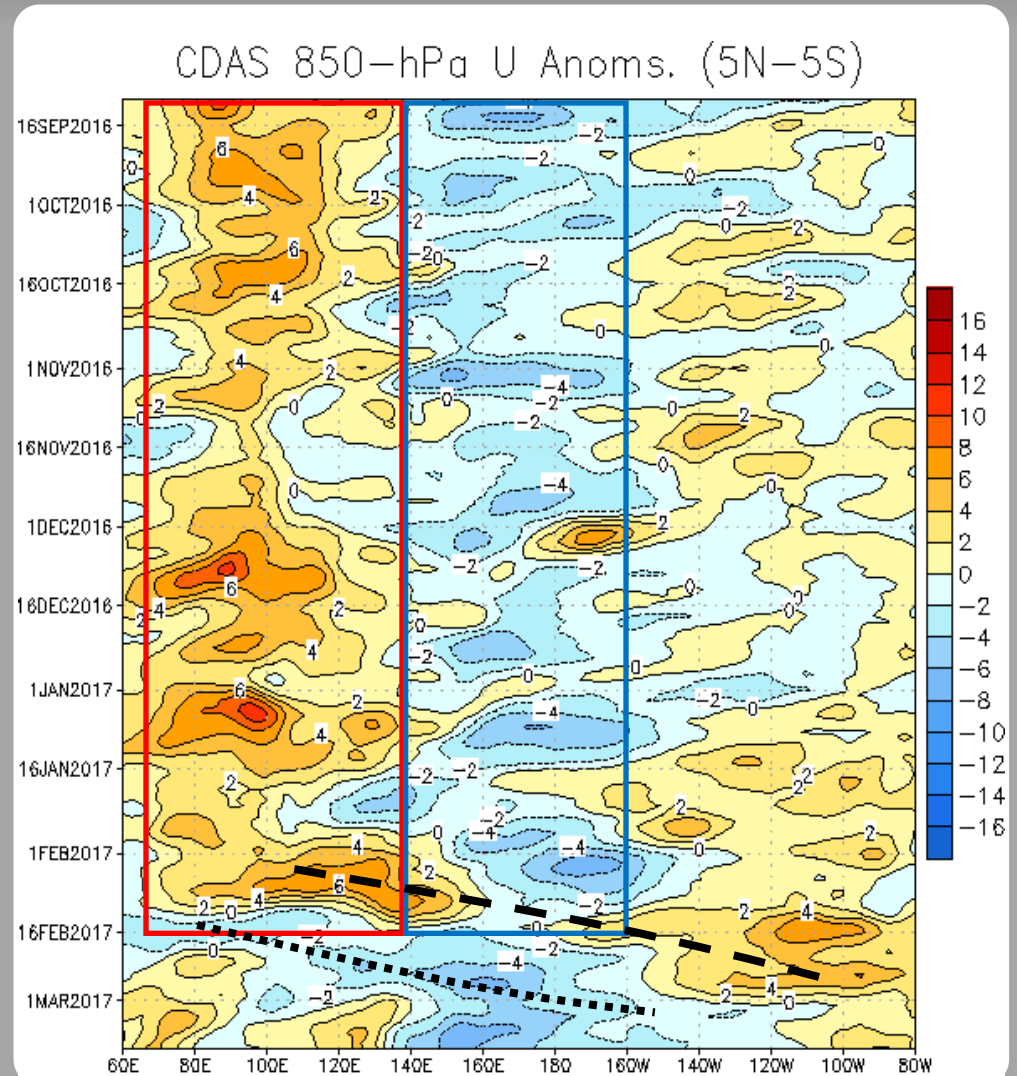 CDAS 850-hPa U Anoms. (5N-5S)
16SEP2016
1OCT2016
16OCT2016
1NOV2016
16NOV2016
1DEC2016
16DEC2016
1JAN2017
16JAN2017
1FEB2017
16FEB2017
1MAR2017
60E 80E 100E 120E 140E 160E 180 160W 140W 120W 100W 80W
16
14
12
10
8
6
4
2
0
-2
-4
-6
-8
-10
-12
-14
-16